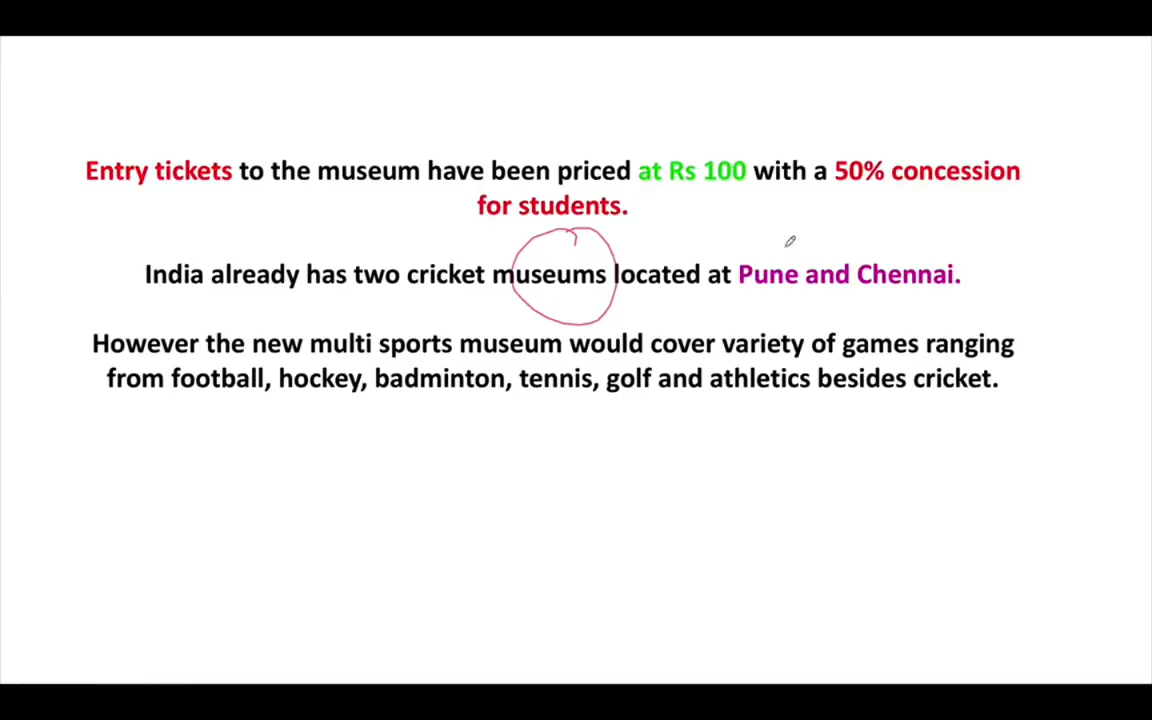 Entry tickets to the museum have been priced at Rs 100 with a 50% concession
for students.
India already has two cricket museums located at Pune and Chennai.
However the new multi sports museum would cover variety of games ranging
from football, hockey, badminton, tennis, golf and athletics besides cricket.